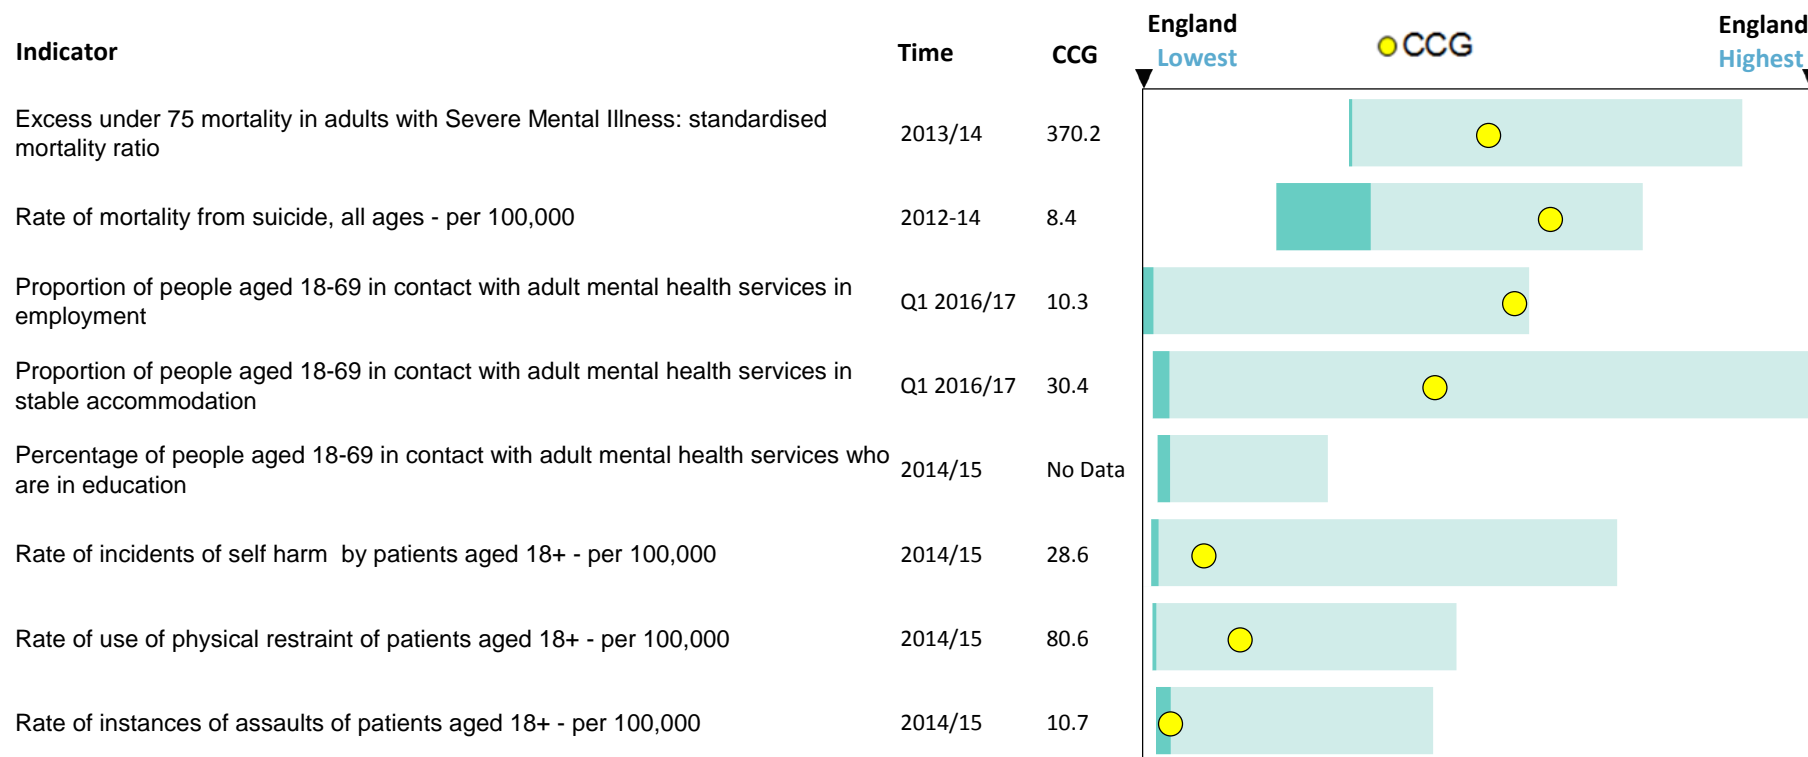 England England
Indicator Time CCG Lowest CCG Highest
Excess under 75 mortality in adults with Severe Mental Illness: standardised
mortality ratio
2013/14 370.2
Rate of mortality from suicide, all ages - per 100,000 2012-14 8.4
Proportion of people aged 18-69 in contact with adult mental health services in
employment
Q1 2016/17 10.3
Proportion of people aged 18-69 in contact with adult mental health services in
stable accommodation
Q1 2016/17 30.4
Percentage of people aged 18-69 in contact with adult mental health services who
are in education
2014/15 No Data
Rate of incidents of self harm  by patients aged 18+ - per 100,000 2014/15 28.6
Rate of use of physical restraint of patients aged 18+ - per 100,000 2014/15 80.6
Rate of instances of assaults of patients aged 18+ - per 100,000 2014/15 10.7